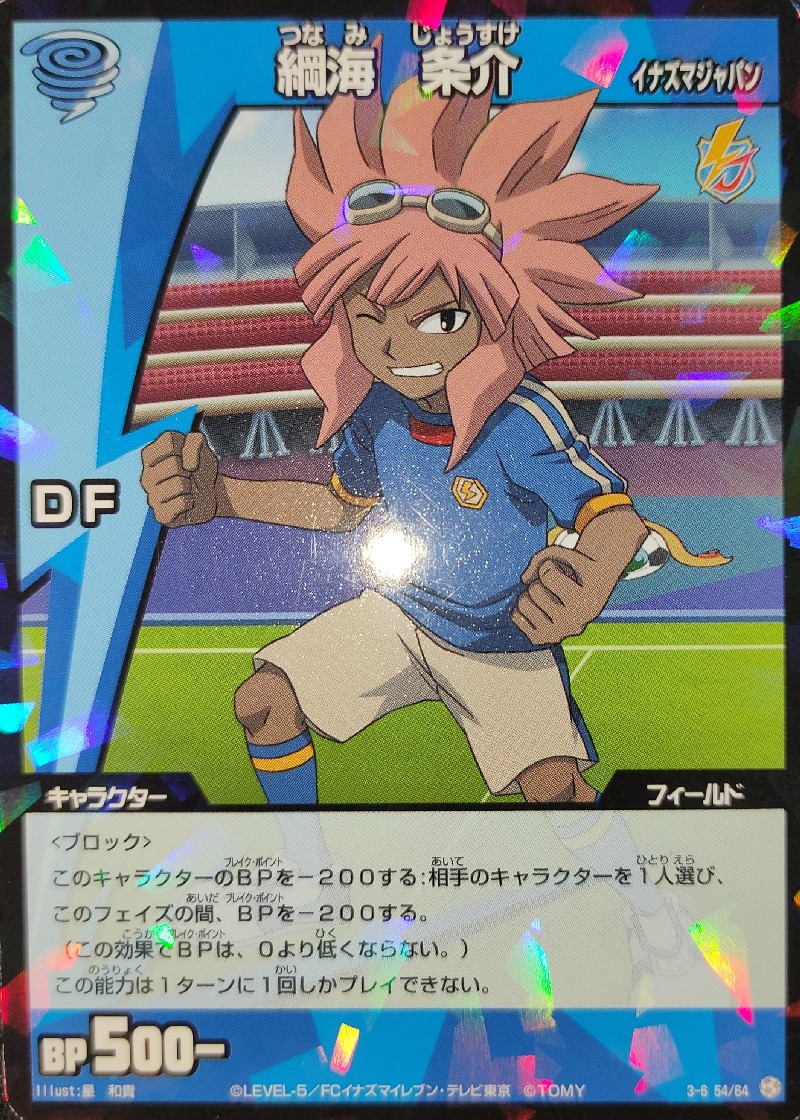 つなみ じょうすけ
綱海 条介
イナズマジャパン
DF
キャラクター
フィールド
<ブロック>
ブレイク・ポイント あいて ひとり えら
このキャラクターのBPを−200する:相手のキャラクターを1人選び、
あいだ ブレイク・ポイント
このフェイズの間、BPを−200する。
こうか ブレイク・ポイント ひく
(この効果でBPは、0より低くならない。)
のうりょく かい
この能力は1ターンに1回しかプレイできない。
BP500−
Illust:星 和貴
©LEVEL-5/FCイナズマイレブン・テレビ東京 ©TOMY
3-6 54/64